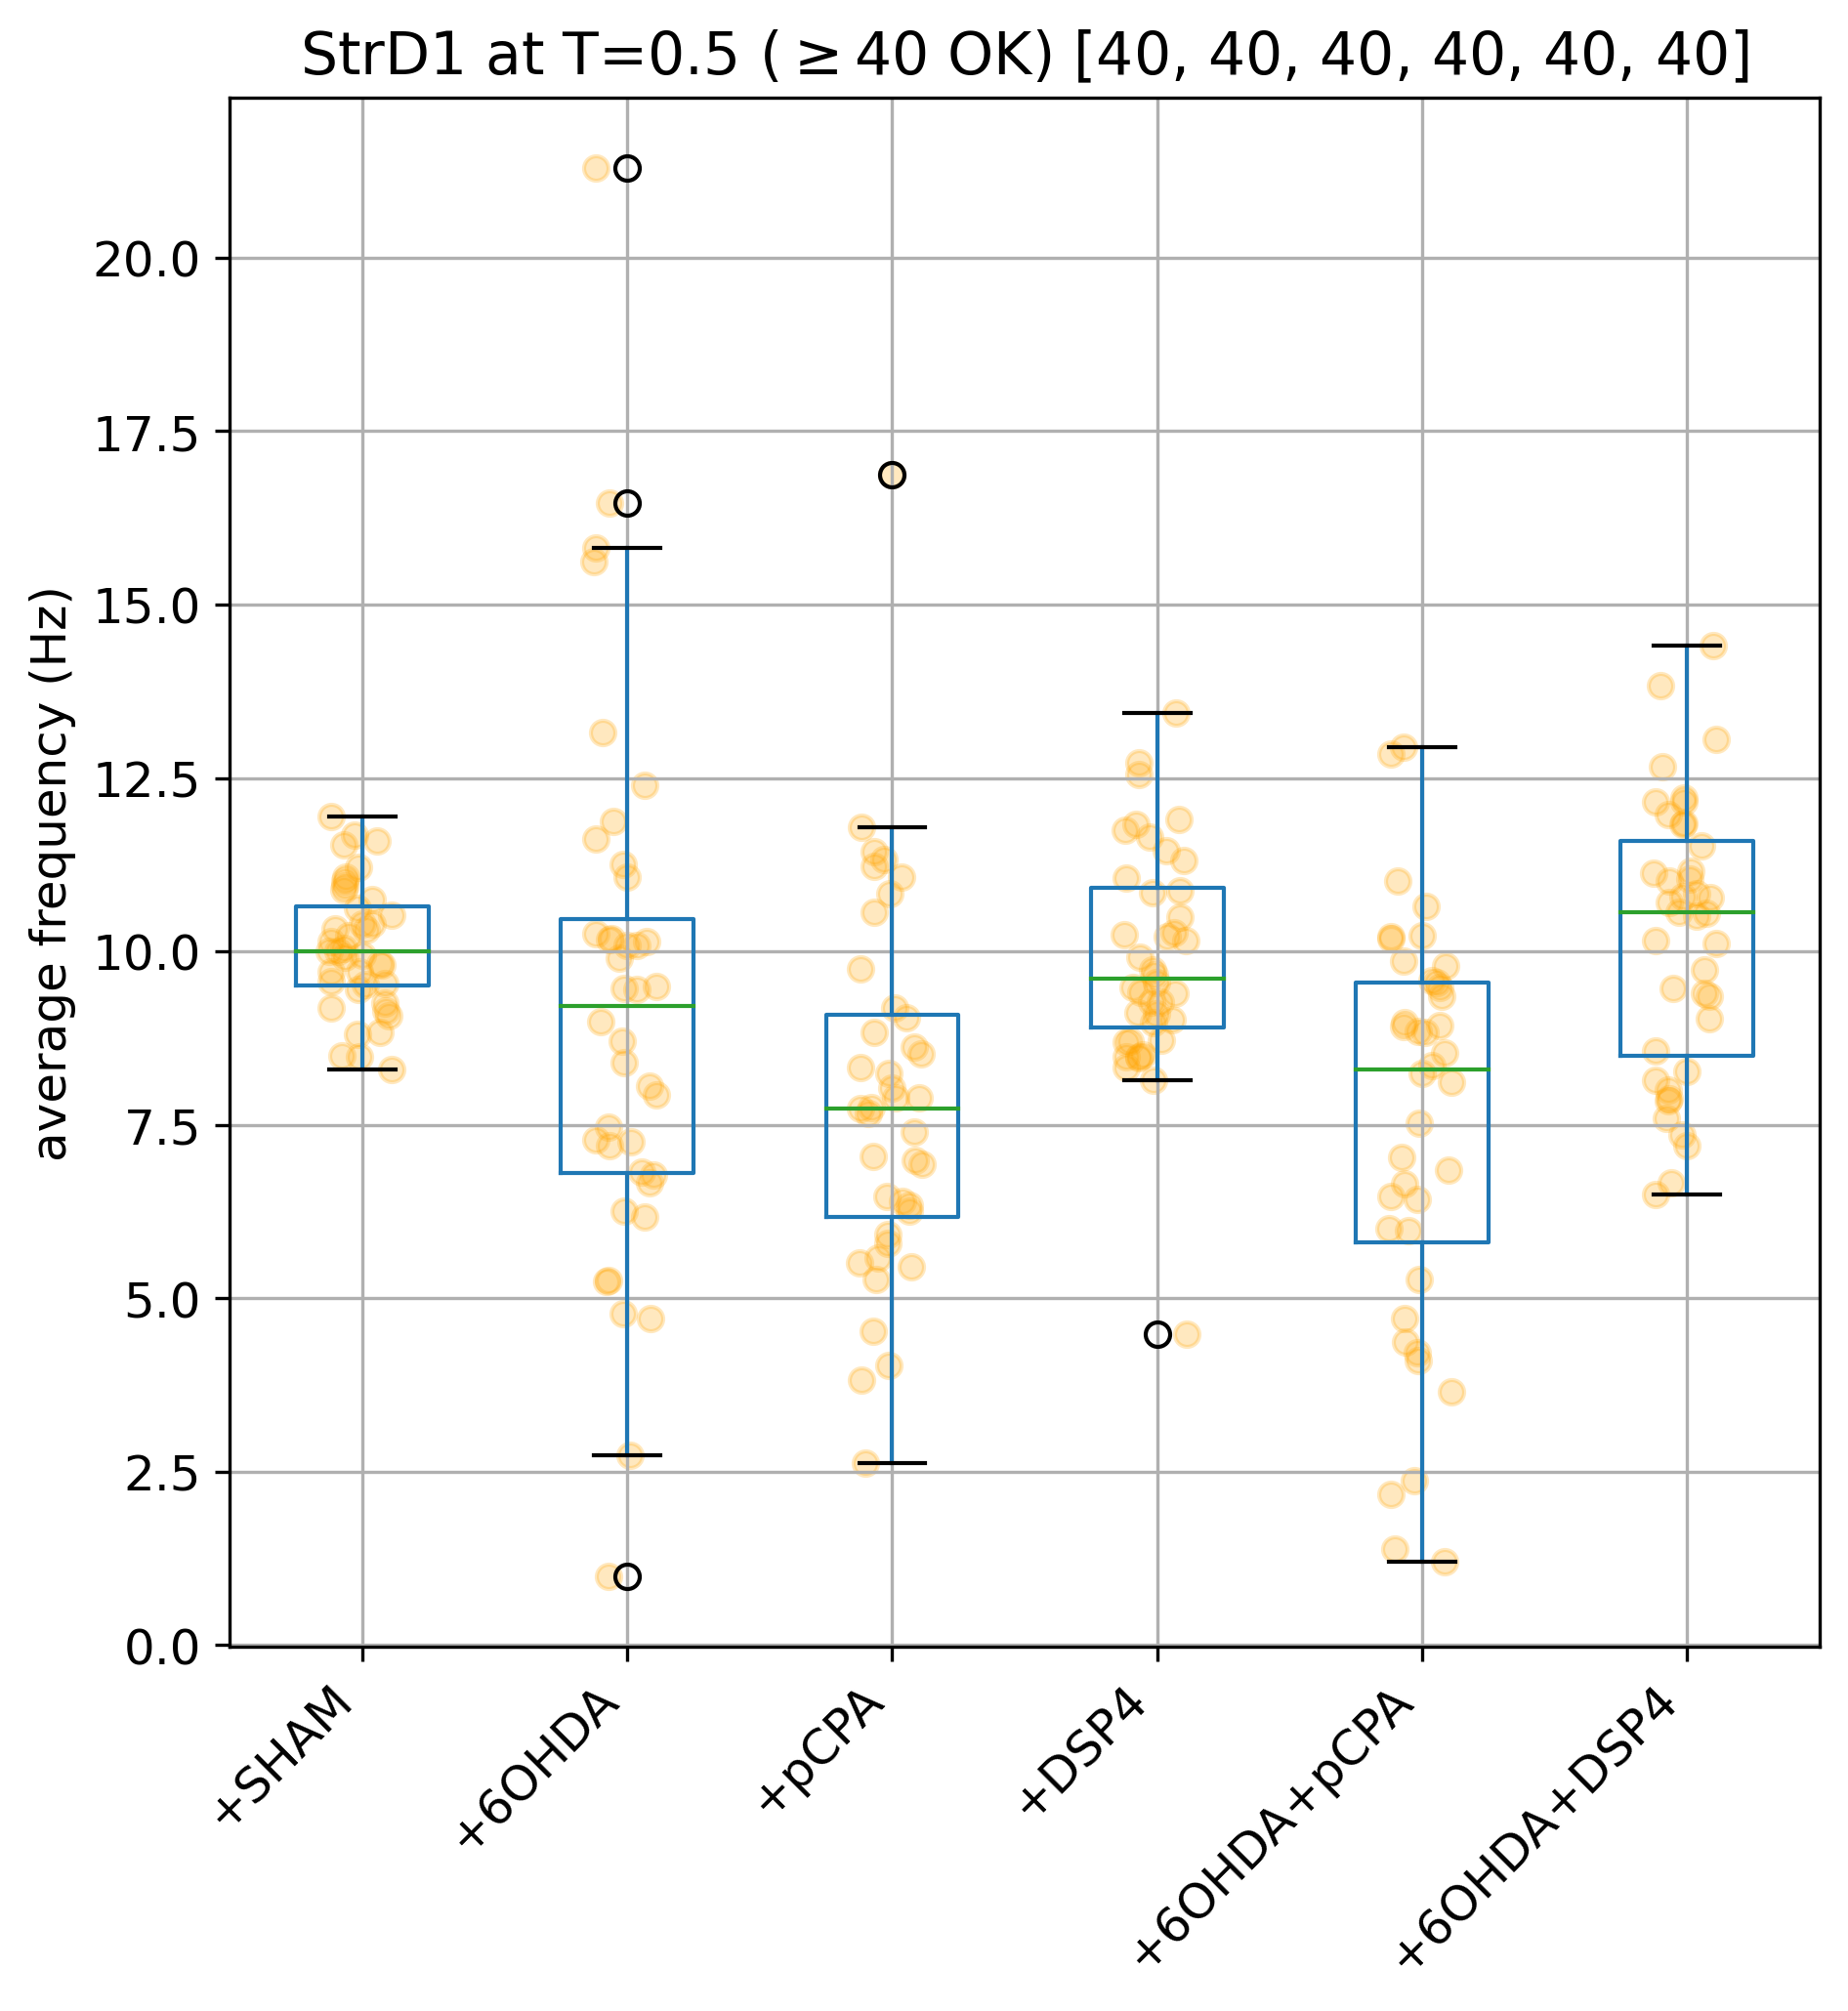 StrD1 at T=0.5 (≥40 OK) [40, 40, 40, 40, 40, 40]
average frequency (Hz)
20.0
17.5
15.0
12.5
10.0
7.5
5.0
2.5
0.0
+SHAM
+6OHDA
+pCPA
+DSP4
+6OHDA+pCPA
+6OHDA+DSP4